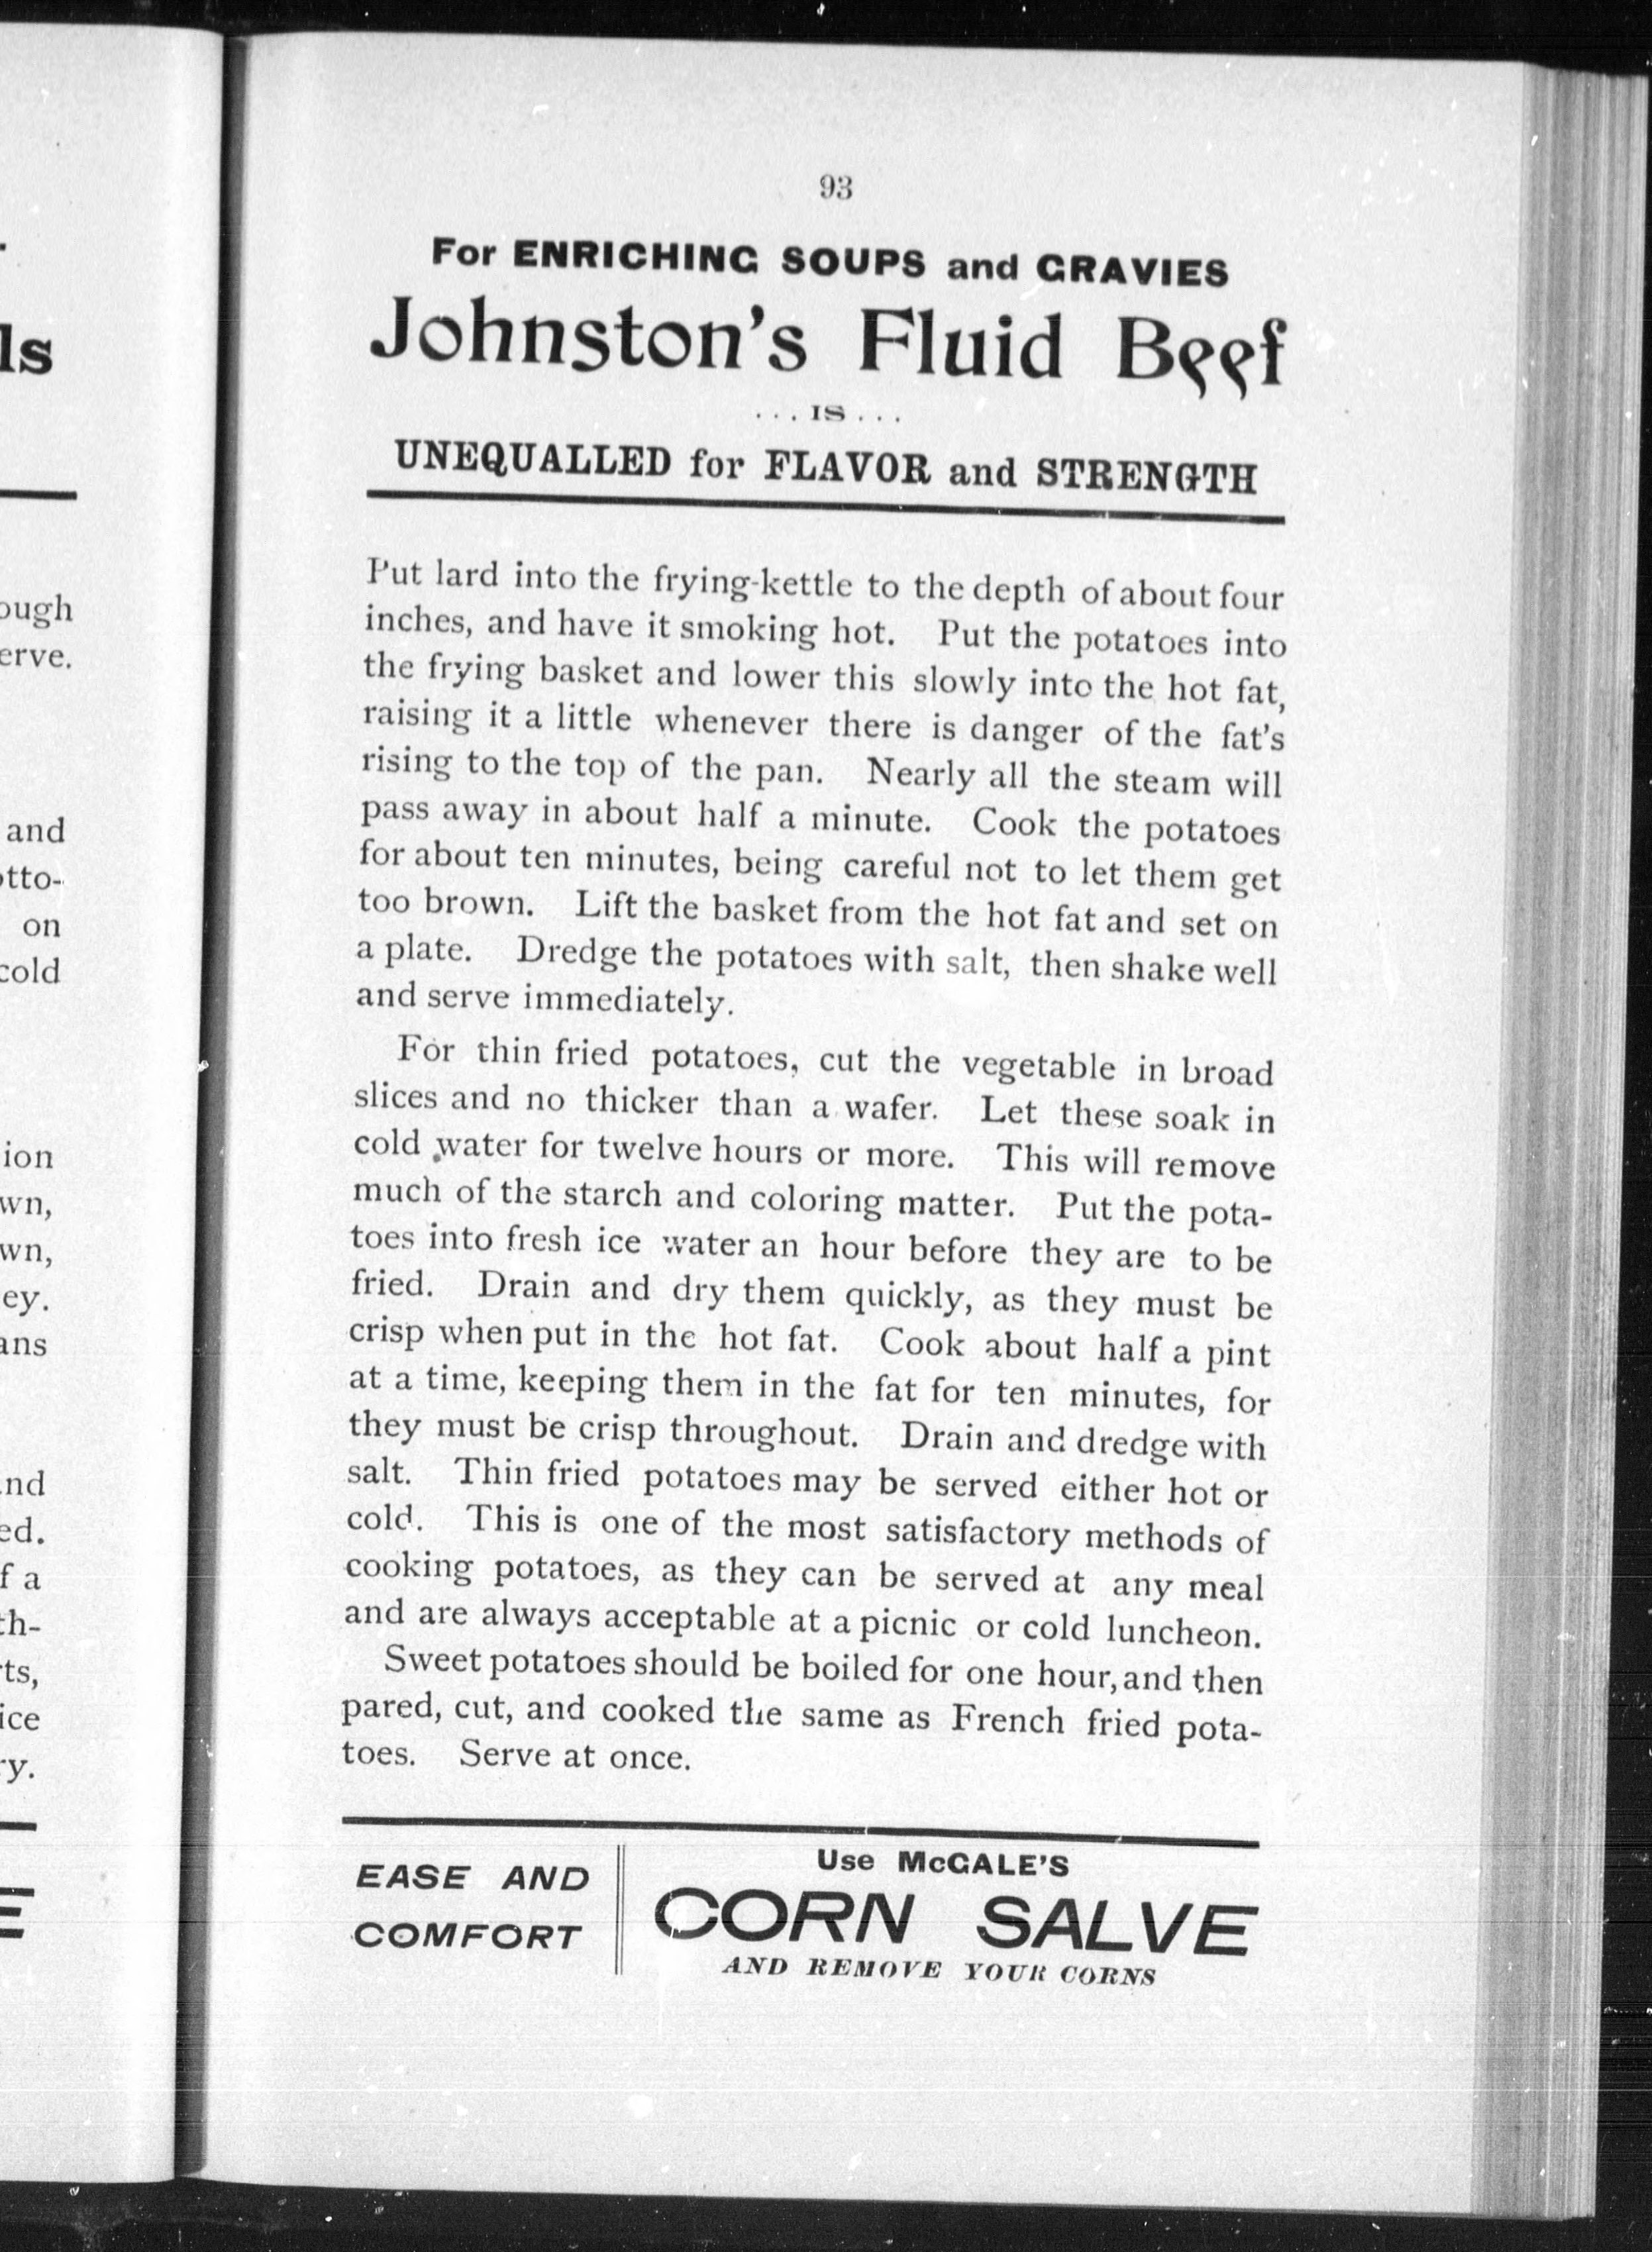 93
For ENRICHING SOUPS and GRAVIES
Johnston's Fluid Beef
...IS...
UNEQUALLED for FLAVOR and STRENGTH
Put lard into the frying-kettle to the depth of about four
inches, and have it smoking hot. Put the potatoes into
the frying basket and lower this slowly into the hot fat,
raising it a little whenever there is danger of the fat's
rising to the top of the pan. Nearly all the steam will
pass away in about half a minute. Cook the potatoes
for about ten minutes, being careful not to let them get
too brown. Lift the basket from the hot fat and set on
a plate. Dredge the potatoes with salt, then shake well
and serve immediately.
For thin fried potatoes, cut the vegetable in broad
slices and no thicker than a wafer. Let these soak in
cold water for twelve hours or more. This will remove
much of the starch and coloring matter. Put the pota-
toes into fresh ice water an hour before they are to be
fried. Drain and dry them quickly, as they must be
crisp when put in the hot fat. Cook about half a pint
at a time, keeping them in the fat for ten minutes, for
they must be crisp throughout. Drain and dredge with
salt. Thin fried potatoes may be served either hot or
cold. This is one of the most satisfactory methods of
cooking potatoes, as they can be served at any meal
and are always acceptable at a picnic or cold luncheon.
Sweet potatoes should be boiled for one hour, and then
pared, cut, and cooked the same as French fried pota-
toes. Serve at once.
EASE AND
COMFORT
Use McGALE'S
CORN SALVE
AND REMOVE YOUR CORNS